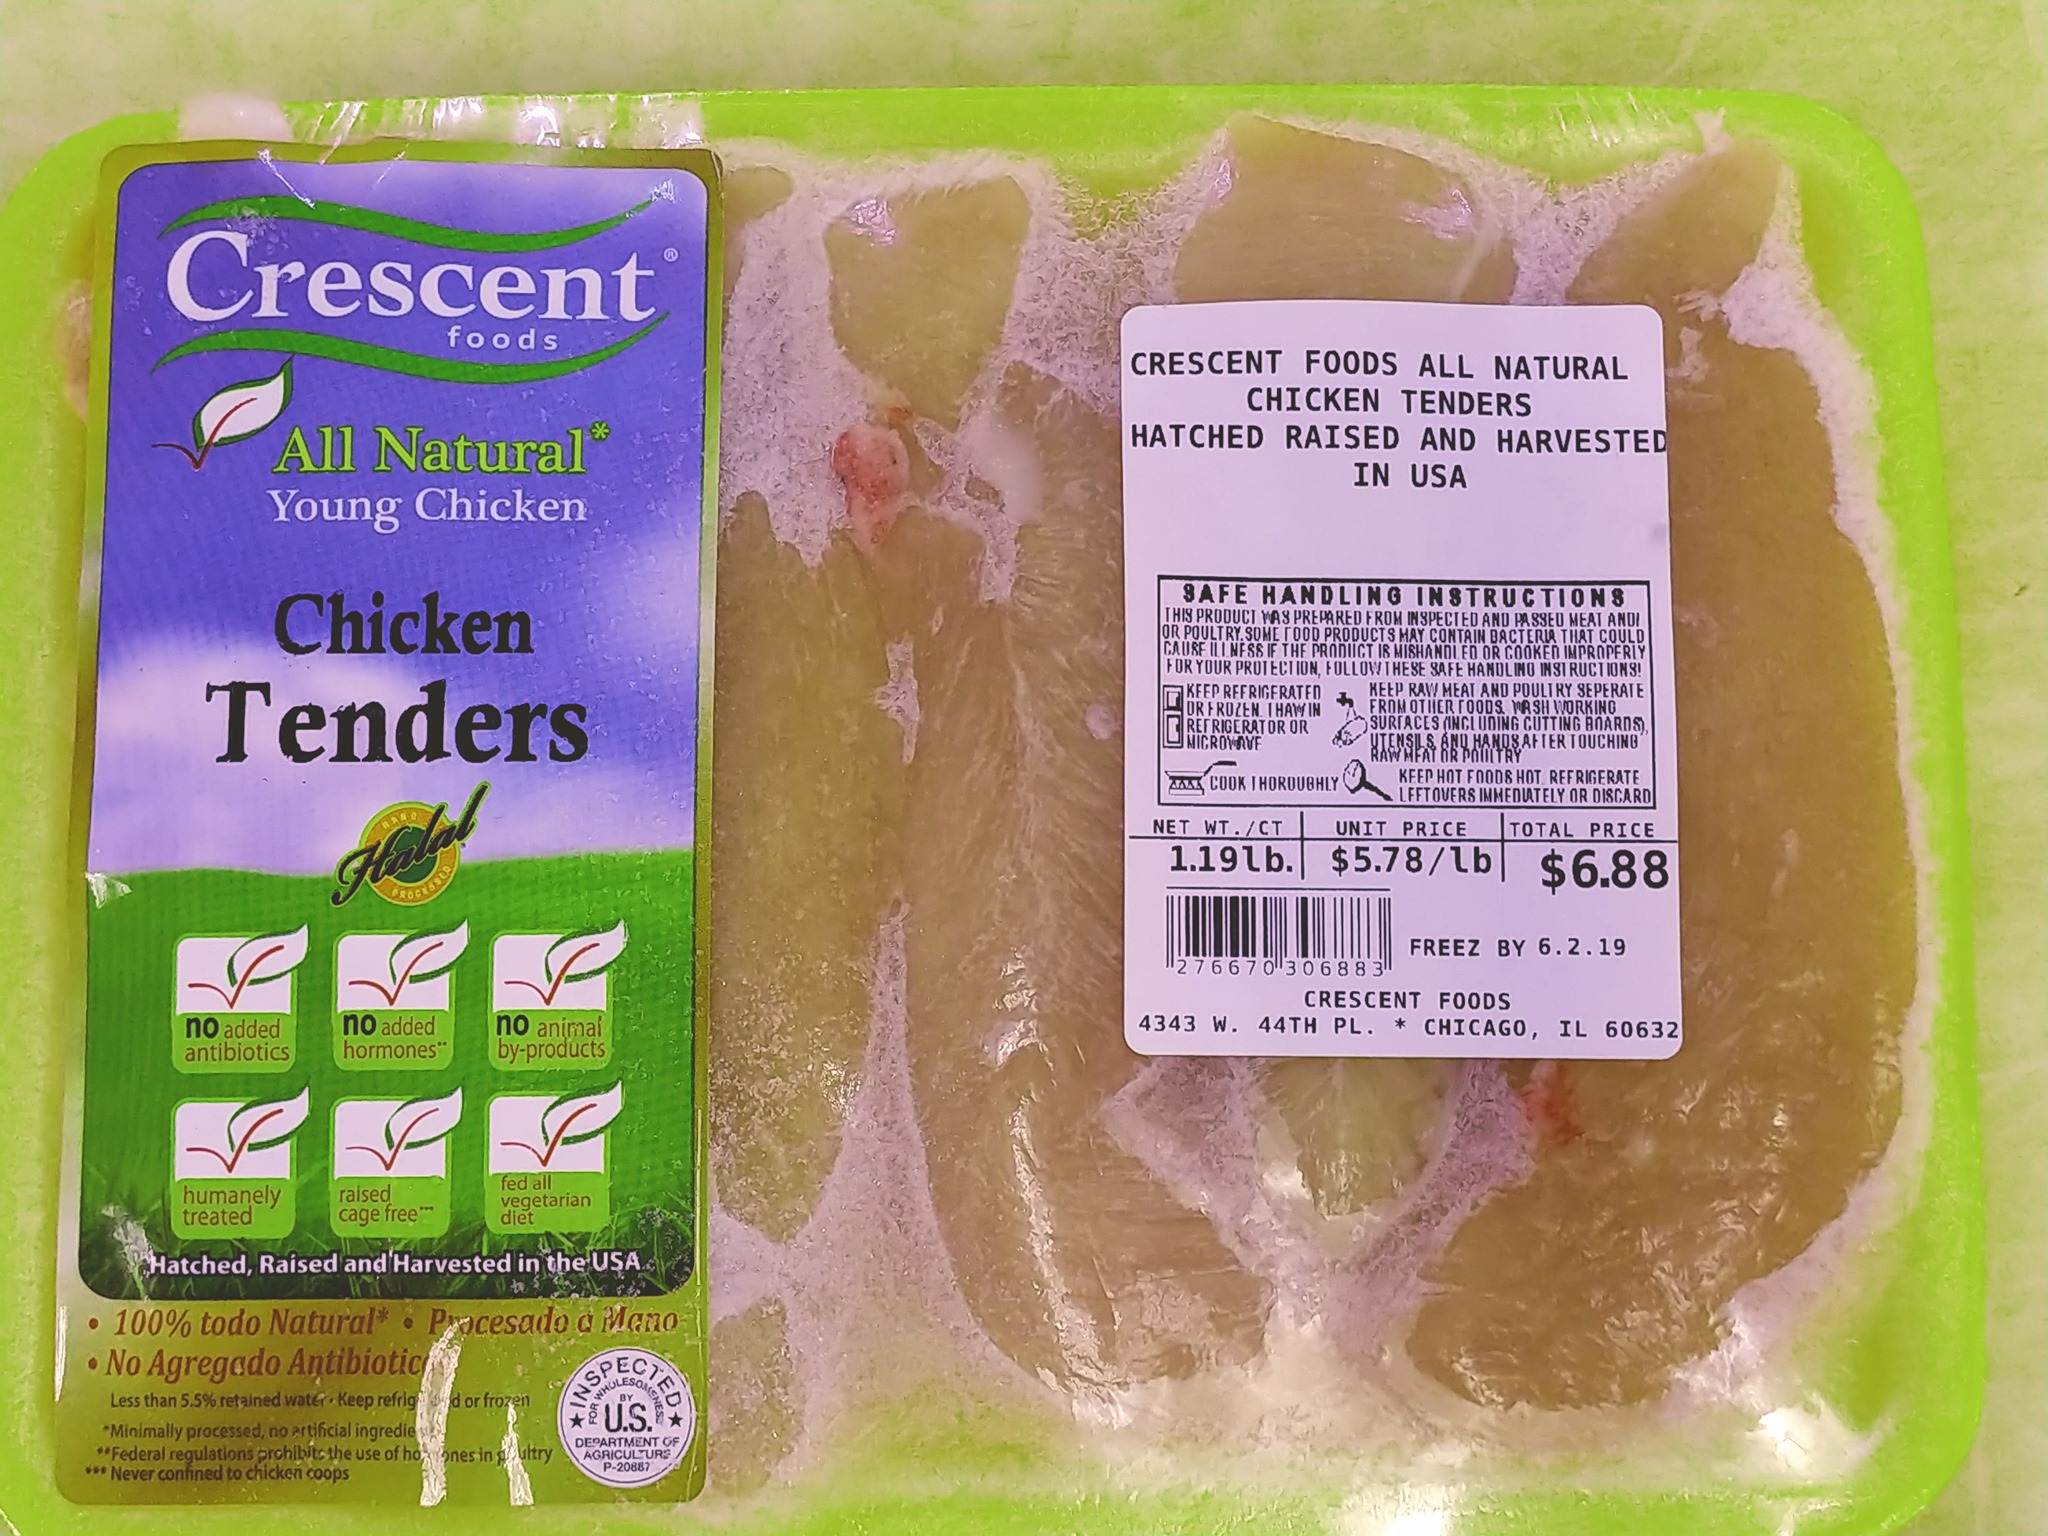 Crescent®
foods
All Natural*
Young Chicken
Chicken
Tenders
HAND
Halal
PROCESSED
no added
antibiotics
no added
hormones**
no animal
by-products
humanely
treated
raised
cage free***
fed all
vegetarian
diet
Hatched, Raised and Harvested in the USA
• 100% todo Natural* • Procesado a Mano
• No Agregado
Less than 5.5% retained water • Keep or frozen
*Minimally processed, no artificial
**Federal regulations prohibits the use of in
*** Never confined to chicken coops
INSPECTED
FOR WHOLESOMENESS
BY
U.S.
DEPARTMENT OF
AGRICULTURE
P-20887
CRESCENT FOODS ALL NATURAL
CHICKEN TENDERS
HATCHED RAISED AND HARVESTED
IN USA
SAFE HANDLING INSTRUCTIONS
THIS PRODUCT WAS PREPARED FROM INSPECTED AND PASSED MEAT AND/
OR POULTRY. SOME FOOD PRODUCTS MAY CONTAIN BACTERIA THAT COULD
CAUSE ILLNESS IF THE PRODUCT IS MISHANDLED OR COOKED IMPROPERLY
FOR YOUR PROTECTION, FOLLOW THESE SAFE HANDLING INSTRUCTIONS!
KEEP REFRIGERATED
OR FROZEN. THAW IN
REFRIGERATOR OR
MICROWAVE
KEEP RAW MEAT AND POULTRY SEPERATE
FROM OTHER FOODS. WASH WORKING
SURFACES (INCLUDING CUTTING BOARDS),
UTENSILS, AND HANDS AFTER TOUCHING
RAW MEAT OR POULTRY
COOK THOROUGHLY
KEEP HOT FOODS HOT. REFRIGERATE
LEFTOVERS IMMEDIATELY OR DISCARD
NET WT./CT UNIT PRICE TOTAL PRICE
1.19lb. $5.78/lb $6.88
276670 306883
FREEZ BY 6.2.19
CRESCENT FOODS
4343 W. 44TH PL. * CHICAGO, IL 60632